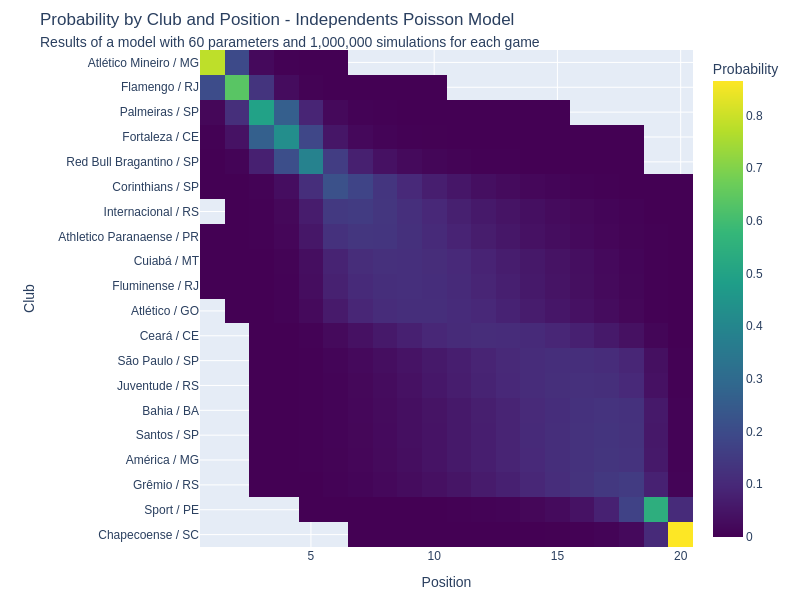 Probability by Club and Position - Independents Poisson Model
Results of a model with 60 parameters and 1,000,000 simulations for each game
Probability
Club
Atlético Mineiro / MG
Flamengo / RJ
Palmeiras / SP
Fortaleza / CE
Red Bull Bragantino / SP
Corinthians / SP
Internacional / RS
Athletico Paranaense / PR
Cuiabá / MT
Fluminense / RJ
Atlético / GO
Ceará / CE
São Paulo / SP
Juventude / RS
Bahia / BA
Santos / SP
América / MG
Grêmio / RS
Sport / PE
Chapecoense / SC
0.8
0.7
0.6
0.5
0.4
0.3
0.2
0.1
0
5 10 15 20
Position